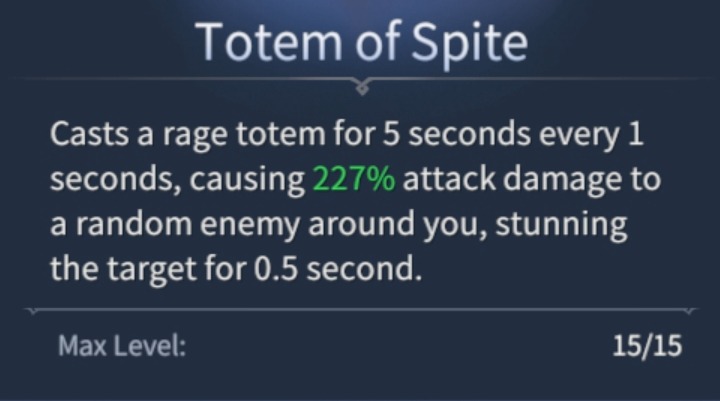 Totem of Spite
Casts a rage totem for 5 seconds every 1
seconds, causing 227% attack damage to
a random enemy around you, stunning
the target for 0.5 second.
Max Level: 15/15